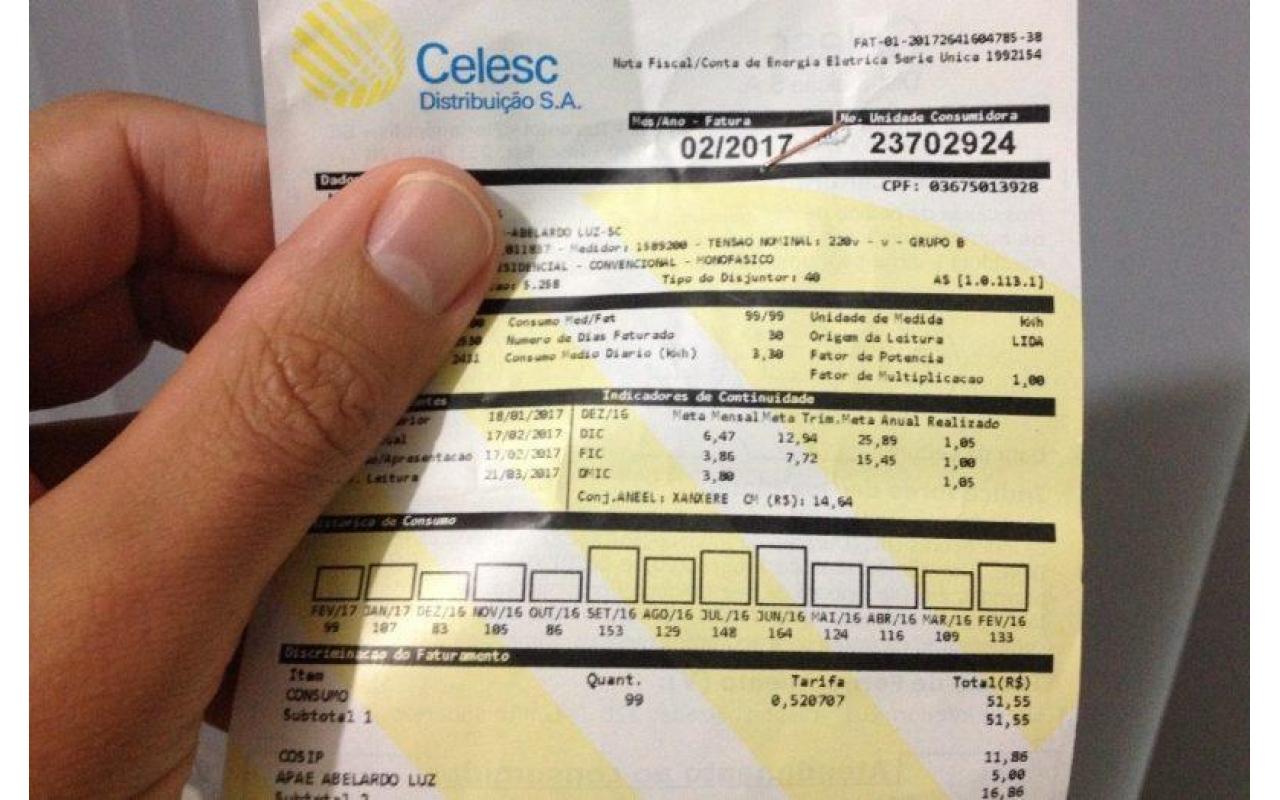 Celesc
Distribuição S.A.
FAT-01-20172641604785-38
Nota Fiscal/Conta de Energia Eletrica Serie Unica 1992154
Mes/Ano - Fatura No. Unidade Consumidora
02/2017 23702924
CPF: 03675013928
-ABELARDO LUZ-SC
- Medidor: 1589200 - TENSAO NOMINAL: 220v - v - GRUPO B
- CONVENCIONAL - MONOFASICO
5.258 Tipo do Disjuntor: 40 AS [1.0.113.1]
Consumo Med/Fat 99/99 Unidade de Medida kWh
Numero de Dias Faturado 30 Origem da Leitura LIDA
Consumo Medio Diario (kWh) 3,30 Fator de Potencia
Fator de Multiplicacao 1,00
Indicadores de Continuidade
18/01/2017 DEZ/16 Meta Mensal Meta Trim. Meta Anual Realizado
17/02/2017 DIC 6,47 12,94 25,89 1,05
/Apresentacao 17/02/2017 FIC 3,86 7,72 15,45 1,00
Leitura 21/03/2017 DMIC 3,80 1,05
Conj.ANEEL: XANXERE CM (R$): 14,64
Historico de Consumo
FEV/17 JAN/17 DEZ/16 NOV/16 OUT/16 SET/16 AGO/16 JUL/16 JUN/16 MAI/16 ABR/16 MAR/16 FEV/16
99 107 83 105 86 153 129 148 164 124 116 109 133
Discriminacao do Faturamento
Item Quant. Tarifa Total(R$)
CONSUMO 99 0,520707 51,55
Subtotal 1 51,55
COSIP 11,86
APAE ABELARDO LUZ 5,00
Subtotal 2 16,86